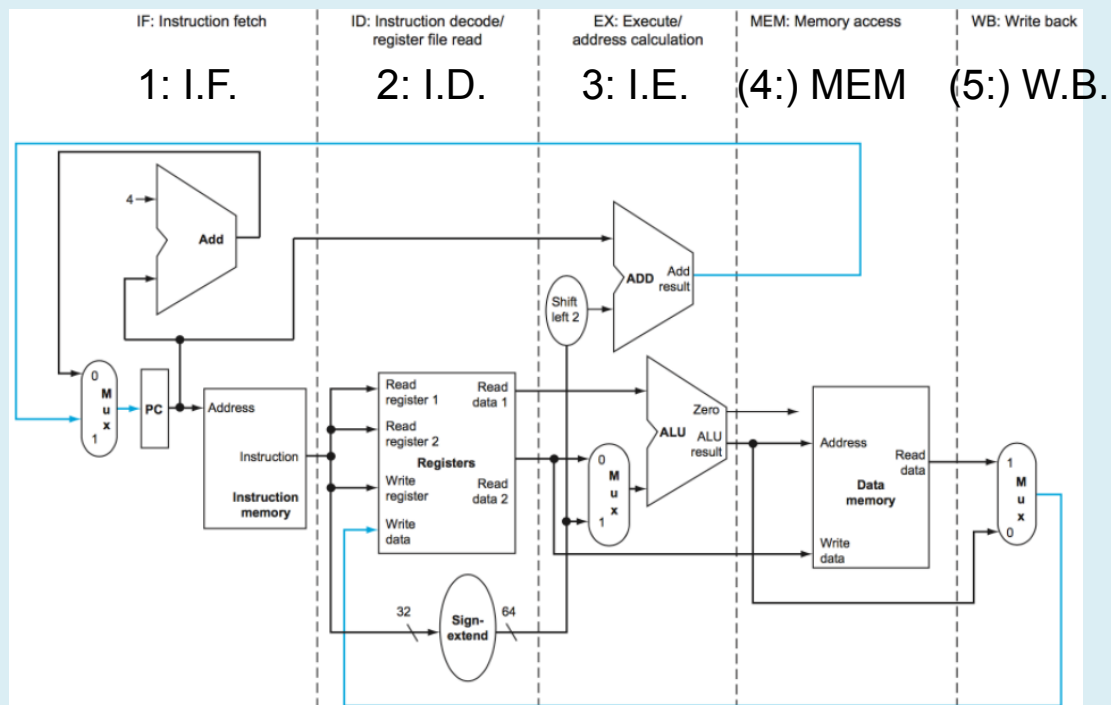 IF: Instruction fetch
ID: Instruction decode/
register file read
EX: Execute/
address calculation
MEM: Memory access
WB: Write back
1: I.F.
2: I.D.
3: I.E.
(4:) MEM
(5:) W.B.
4
Add
ADD
Add
result
Shift
left 2
0
M
u
x
1
PC
Address
Instruction
Instruction
memory
Read
register 1
Read
data 1
Read
register 2
Registers
Write
register
Read
data 2
Write
data
0
M
u
x
1
Zero
ALU
ALU
result
Address
Read
data
Data
memory
Write
data
1
M
u
x
0
32
Sign-
extend
64